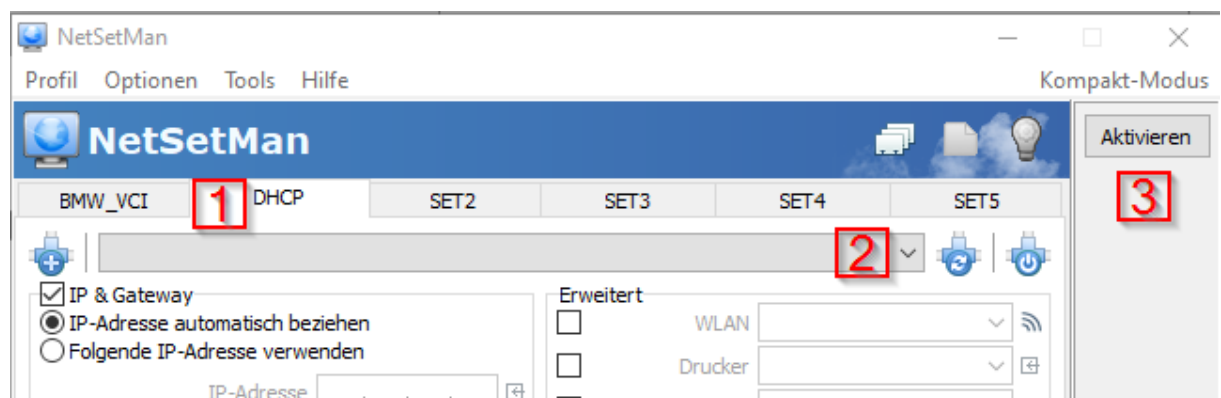 NetSetMan
Profil Optionen Tools Hilfe Kompakt-Modus
NetSetMan Aktivieren
BMW_VCI 1 DHCP SET2 SET3 SET4 SET5 3
2
IP & Gateway Erweitert
IP-Adresse automatisch beziehen WLAN
Folgende IP-Adresse verwenden Drucker
IP-Adresse